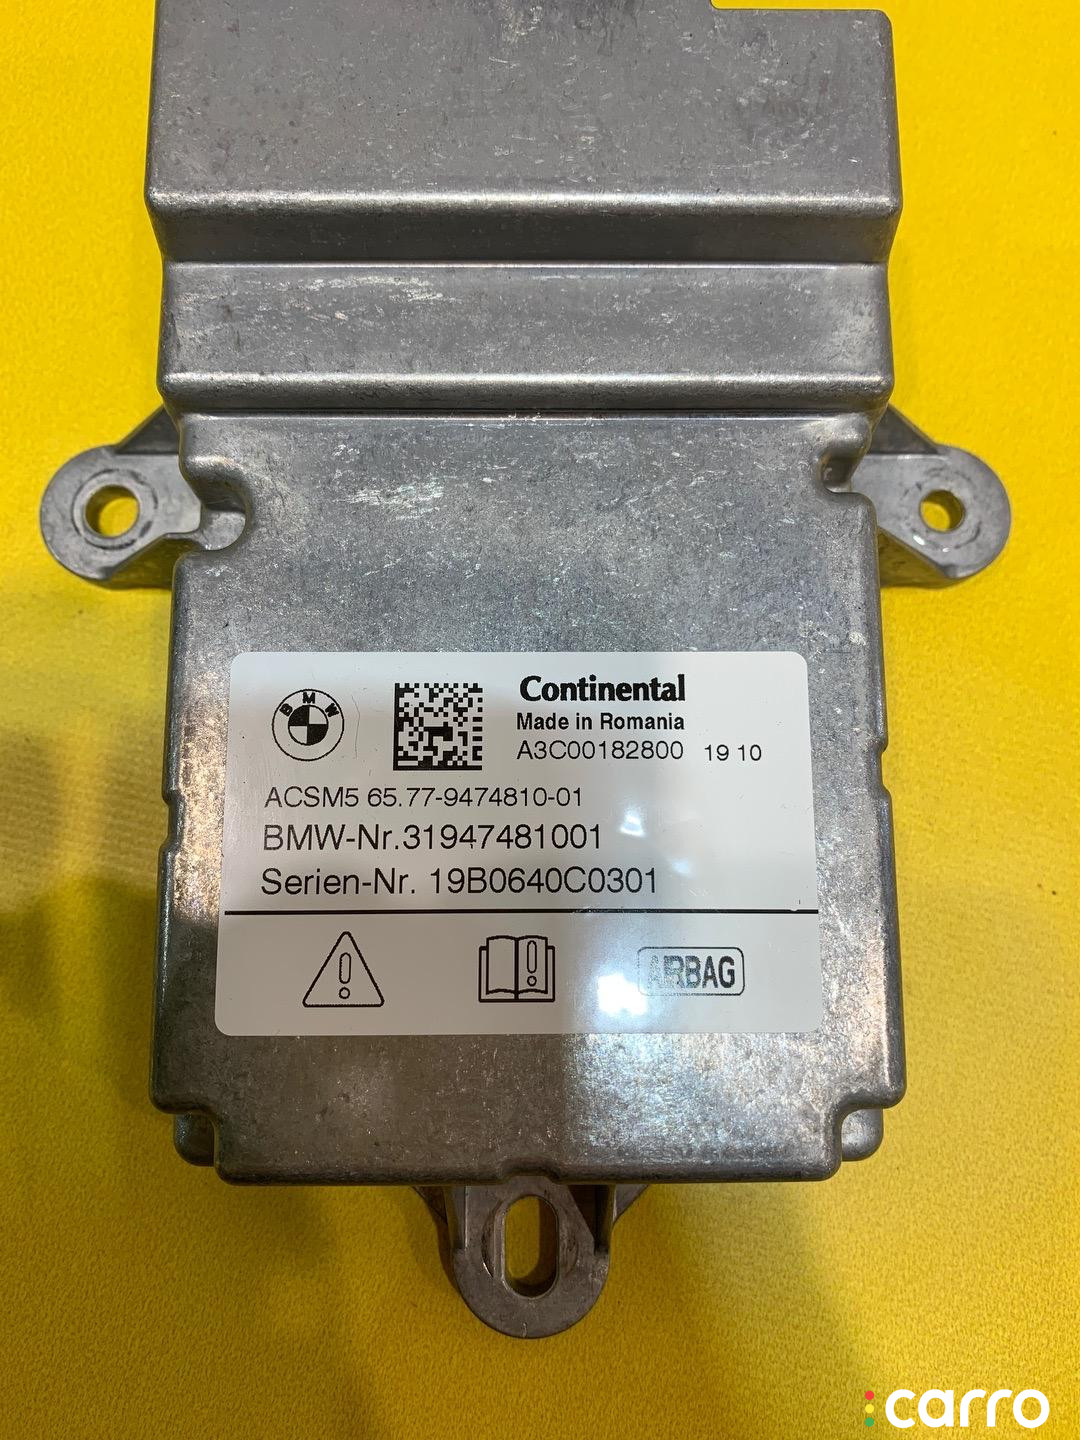 BMW
Continental
Made in Romania
A3C00182800 19 10
ACSM5 65.77-9474810-01
BMW-Nr.31947481001
Serien-Nr. 19B0640C0301
AIRBAG
carro